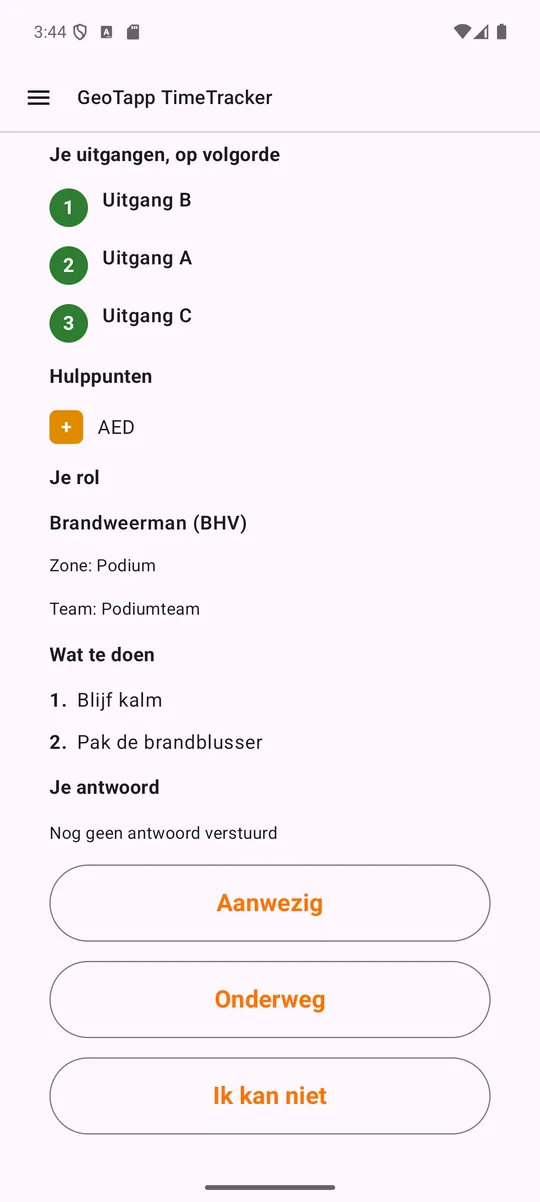 3:44
GeoTapp TimeTracker
Je uitgangen, op volgorde
1 Uitgang B
2 Uitgang A
3 Uitgang C
Hulppunten
+ AED
Je rol
Brandweerman (BHV)
Zone: Podium
Team: Podiumteam
Wat te doen
1. Blijf kalm
2. Pak de brandblusser
Je antwoord
Nog geen antwoord verstuurd
Aanwezig
Onderweg
Ik kan niet